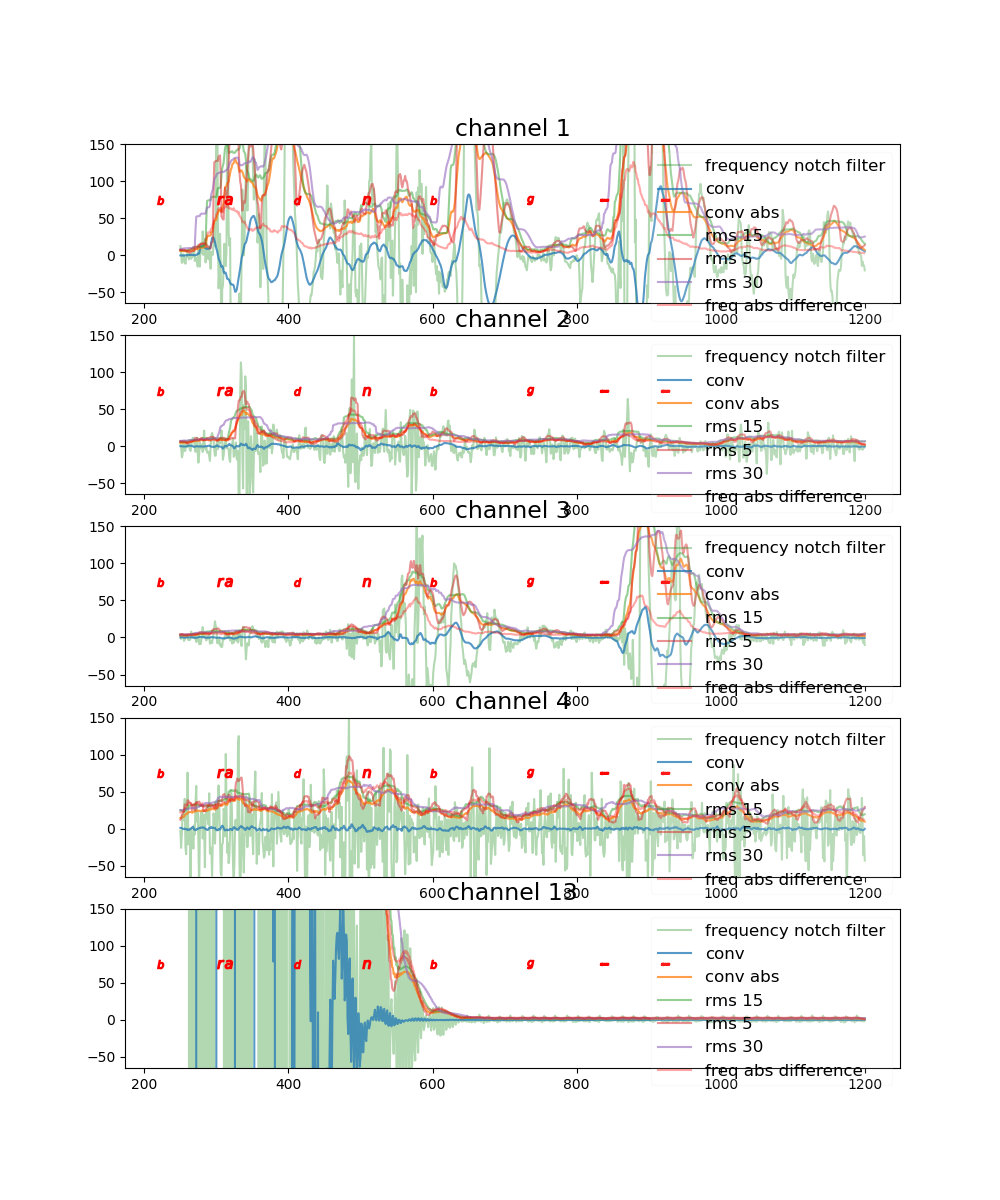 channel 1
150
100
50
0
−50
b ra d n b g - -
frequency notch filter
conv
conv abs
rms 15
rms 5
rms 30
freq abs difference
200 400 600 800 1000 1200
channel 2
150
100
50
0
−50
b ra d n b g - -
frequency notch filter
conv
conv abs
rms 15
rms 5
rms 30
freq abs difference
200 400 600 800 1000 1200
channel 3
150
100
50
0
−50
b ra d n b g - -
frequency notch filter
conv
conv abs
rms 15
rms 5
rms 30
freq abs difference
200 400 600 800 1000 1200
channel 4
150
100
50
0
−50
b ra d n b g - -
frequency notch filter
conv
conv abs
rms 15
rms 5
rms 30
freq abs difference
200 400 600 800 1000 1200
channel 13
150
100
50
0
−50
b ra d n b g - -
frequency notch filter
conv
conv abs
rms 15
rms 5
rms 30
freq abs difference
200 400 600 800 1000 1200